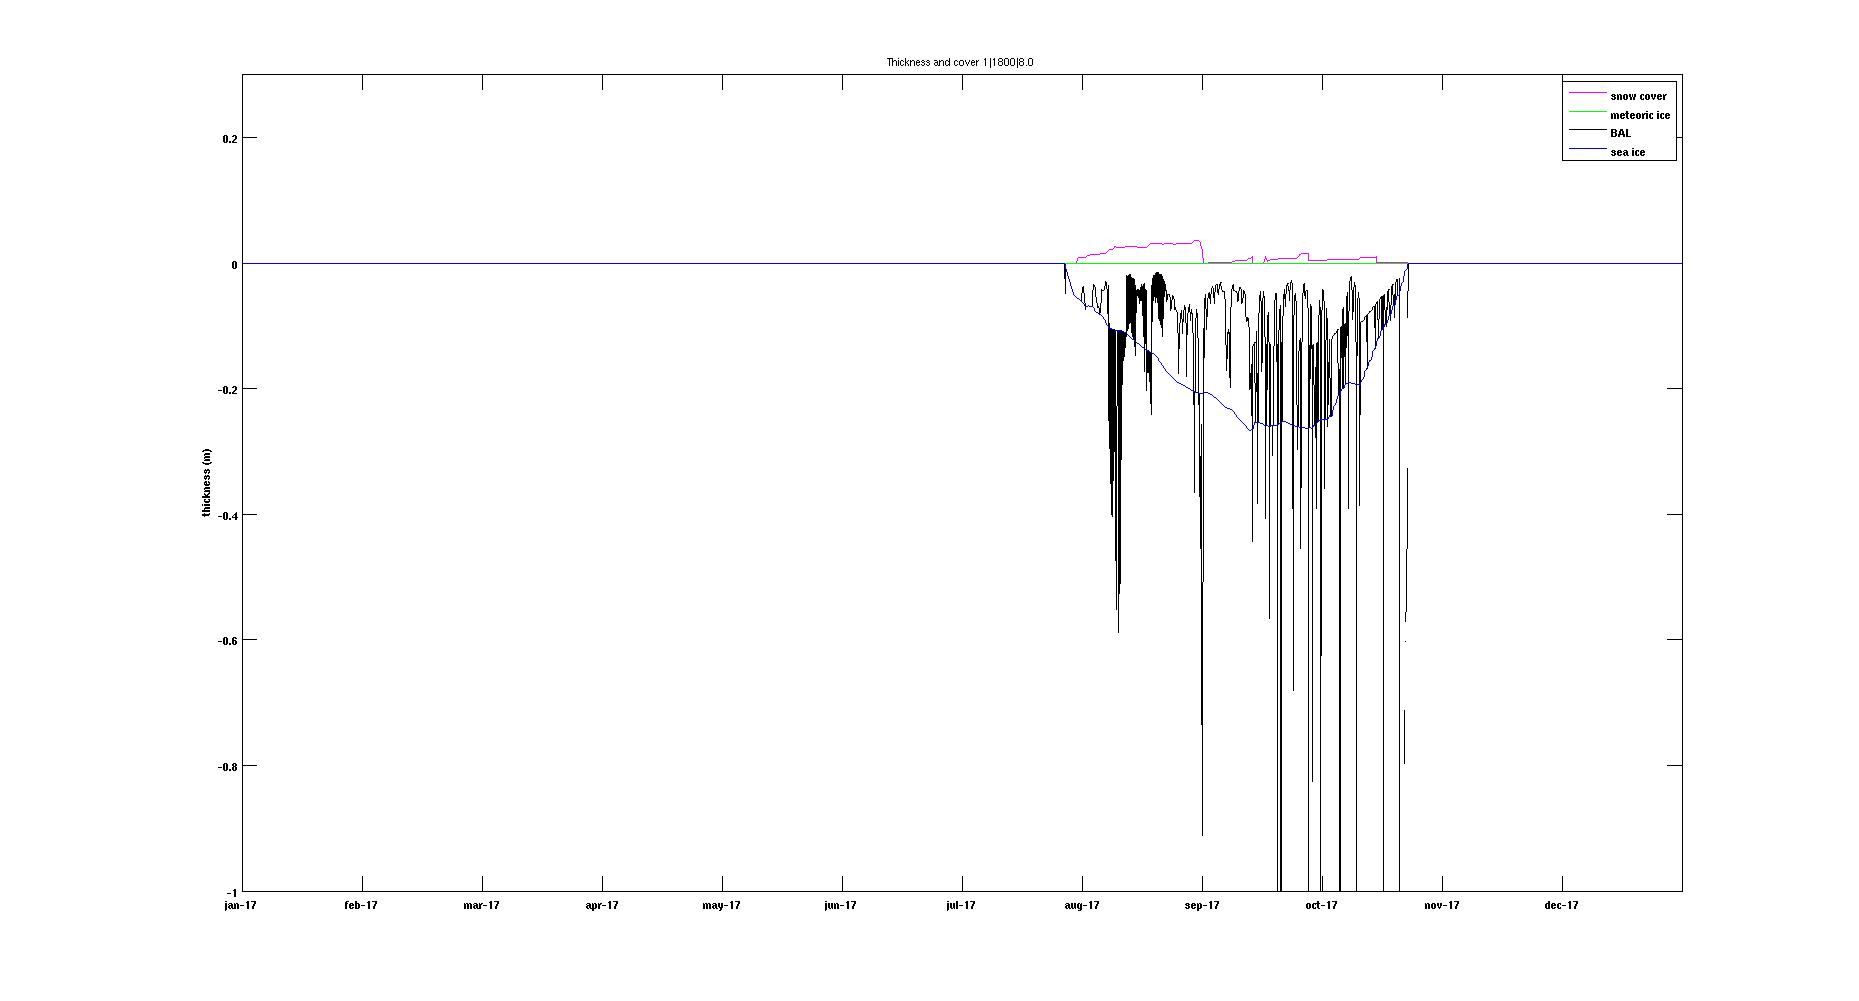 Thickness and cover 1|1800|8.0
snow cover
meteoric ice
BAL
sea ice
0.2
0
-0.2
-0.4
-0.6
-0.8
-1
thickness (m)
jan-17 feb-17 mar-17 apr-17 may-17 jun-17 jul-17 aug-17 sep-17 oct-17 nov-17 dec-17